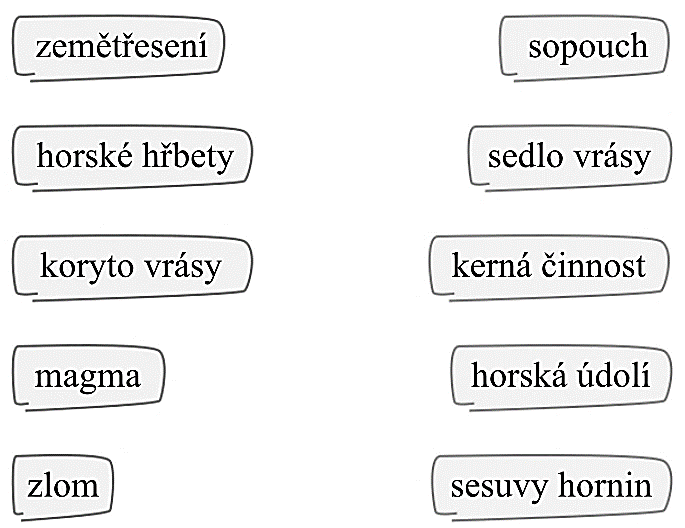 zemětřesení
sopouch
horské hřbety
sedlo vrásy
koryto vrásy
kerná činnost
magma
horská údolí
zlom
sesuvy hornin